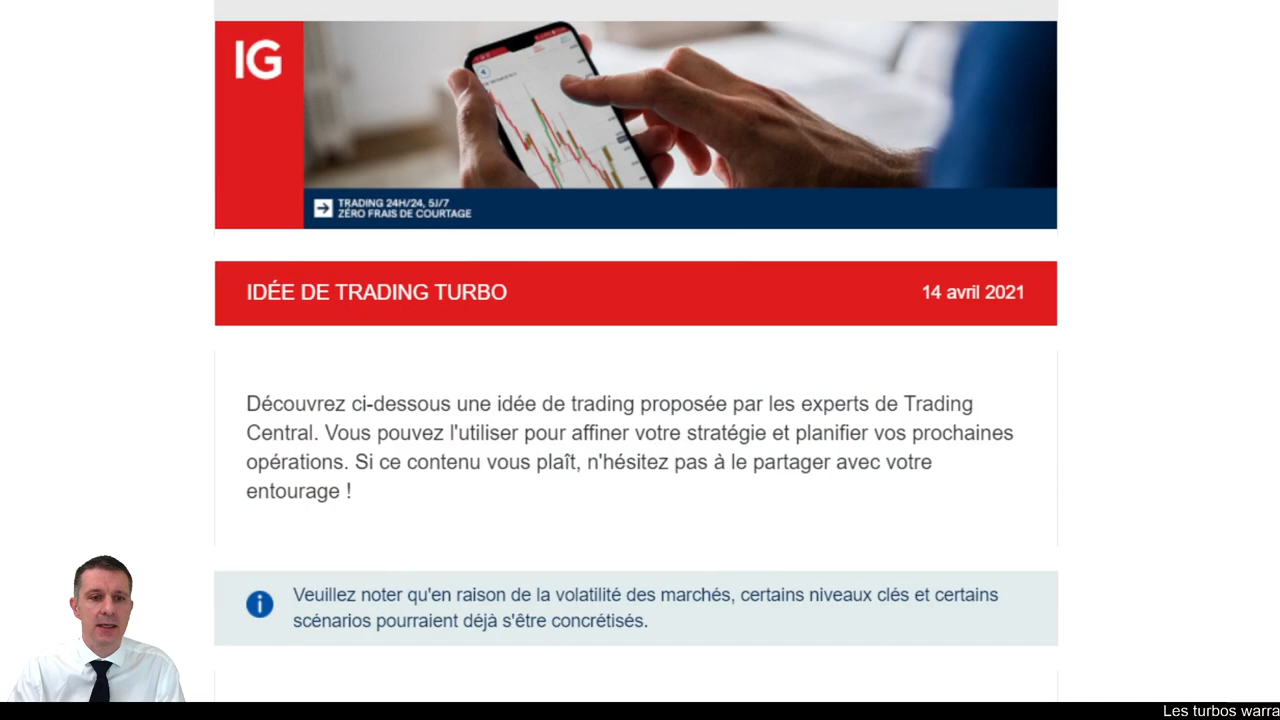 IG
TRADING 24H/24, 5J/7
ZÉRO FRAIS DE COURTAGE
IDÉE DE TRADING TURBO
14 avril 2021
Découvrez ci-dessous une idée de trading proposée par les experts de Trading
Central. Vous pouvez l'utiliser pour affiner votre stratégie et planifier vos prochaines
opérations. Si ce contenu vous plaît, n'hésitez pas à le partager avec votre
entourage !
Veuillez noter qu'en raison de la volatilité des marchés, certains niveaux clés et certains
scénarios pourraient déjà s'être concrétisés.
Les turbos warra